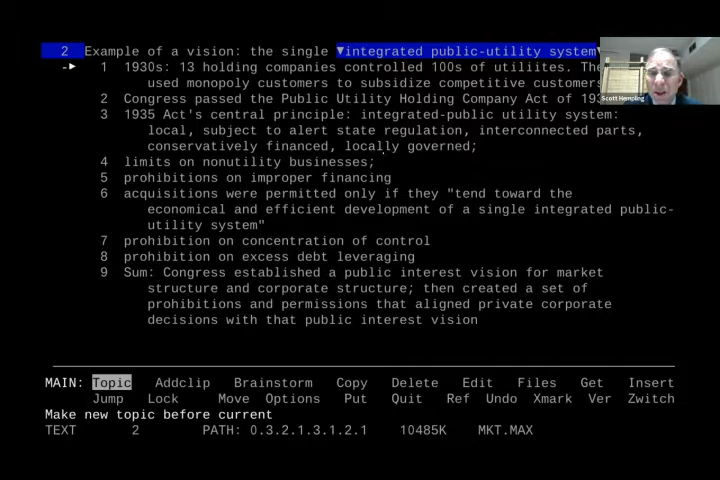 2 Example of a vision: the single ▼integrated public-utility system▼
1 1930s: 13 holding companies controlled 100s of utiliites. The
used monopoly customers to subsidize competitive customers
2 Congress passed the Public Utility Holding Company Act of
3 1935 Act's central principle: integrated-public utility system:
local, subject to alert state regulation, interconnected parts,
conservatively financed, locally governed;
4 limits on nonutility businesses;
5 prohibitions on improper financing
6 acquisitions were permitted only if they "tend toward the
economical and efficient development of a single integrated public-
utility system"
7 prohibition on concentration of control
8 prohibition on excess debt leveraging
9 Sum: Congress established a public interest vision for market
structure and corporate structure; then created a set of
prohibitions and permissions that aligned private corporate
decisions with that public interest vision
Scott Hempling
MAIN: Topic Addclip Brainstorm Copy Delete Edit Files Get Insert
Jump Lock Move Options Put Quit Ref Undo Xmark Ver Zwitch
Make new topic before current
TEXT 2 PATH: 0.3.2.1.3.1.2.1 10485K MKT.MAX